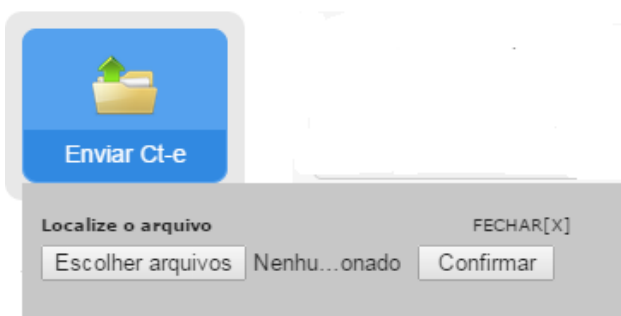 Enviar Ct-e
Localize o arquivo FECHAR[X]
Escolher arquivos Nenhu...onado Confirmar